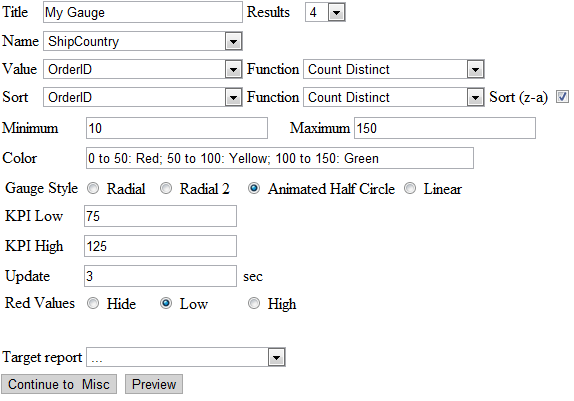 Title My Gauge Results 4
Name ShipCountry
Value OrderID Function Count Distinct
Sort OrderID Function Count Distinct Sort (z-a)
Minimum 10 Maximum 150
Color 0 to 50: Red; 50 to 100: Yellow; 100 to 150: Green
Gauge Style Radial Radial 2 Animated Half Circle Linear
KPI Low 75
KPI High 125
Update 3 sec
Red Values Hide Low High
Target report ...
Continue to Misc Preview